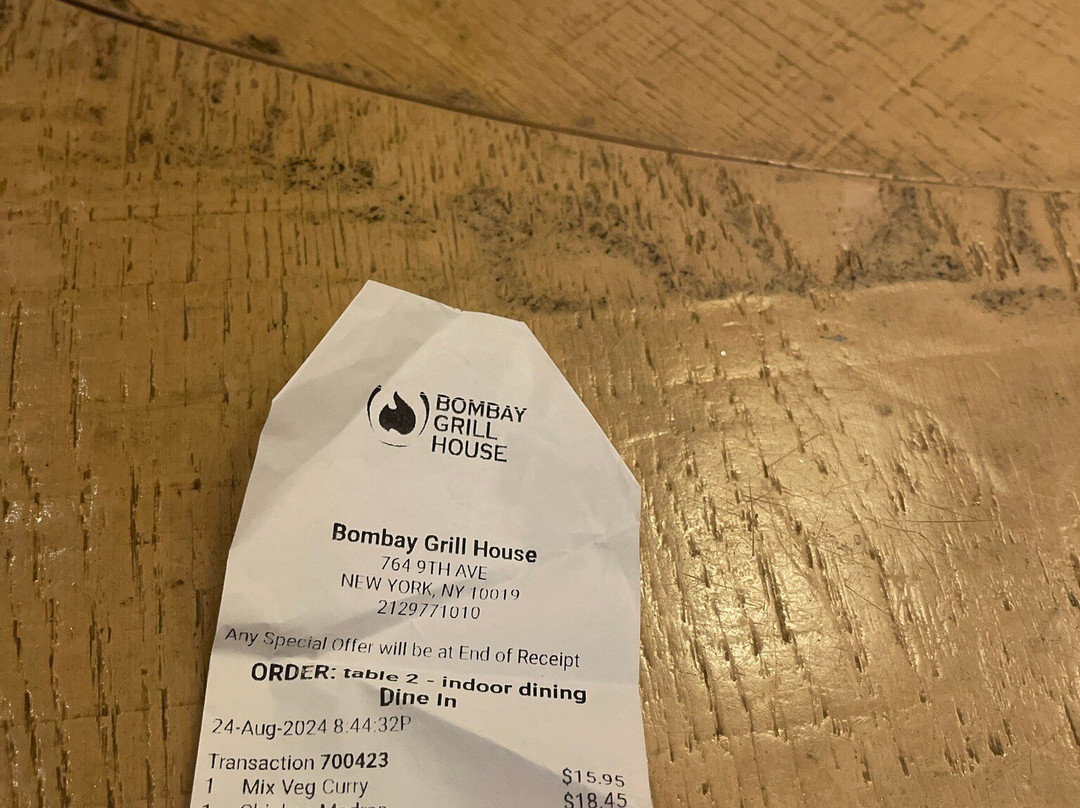 BOMBAY
GRILL
HOUSE
Bombay Grill House
764 9TH AVE
NEW YORK, NY 10019
2129771010
Any Special Offer will be at End of Receipt
ORDER: table 2 - indoor dining
Dine In
24-Aug-2024 8:44:32P
Transaction 700423
1 Mix Veg Curry $15.95
$18.45